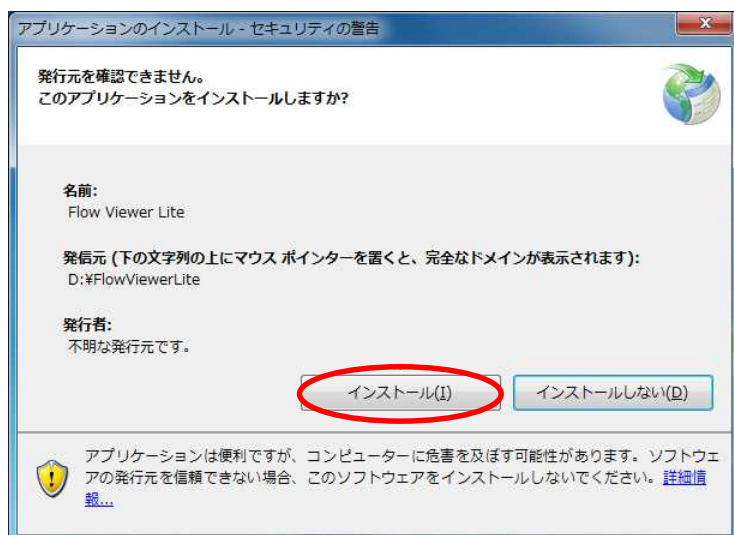 アプリケーションのインストール - セキュリティの警告
発行元を確認できません。
このアプリケーションをインストールしますか?
名前:
Flow Viewer Lite
発信元 (下の文字列の上にマウス ポインターを置くと、完全なドメインが表示されます):
D:¥FlowViewerLite
発行者:
不明な発行元です。
インストール(I)
インストールしない(D)
アプリケーションは便利ですが、コンピューターに危害を及ぼす可能性があります。ソフトウェ
アの発行元を信頼できない場合、このソフトウェアをインストールしないでください。詳細情
報...